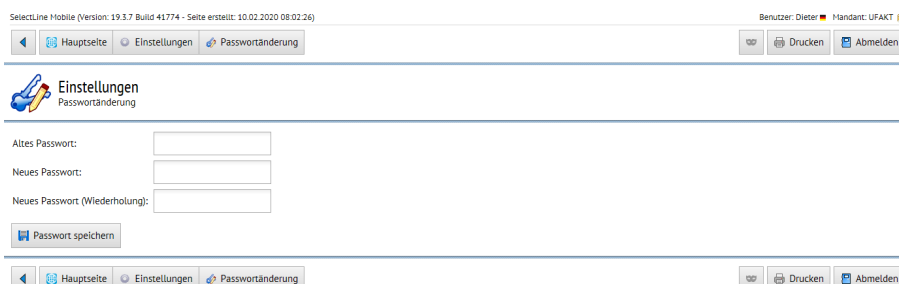 SelectLine Mobile (Version: 19.3.7 Build 41774 - Seite erstellt: 10.02.2020 08:02:26) Benutzer: Dieter Mandant: UFAKT
Hauptseite Einstellungen Passwortänderung Drucken Abmelden
Einstellungen
Passwortänderung
Altes Passwort:
Neues Passwort:
Neues Passwort (Wiederholung):
Passwort speichern
Hauptseite Einstellungen Passwortänderung Drucken Abmelden